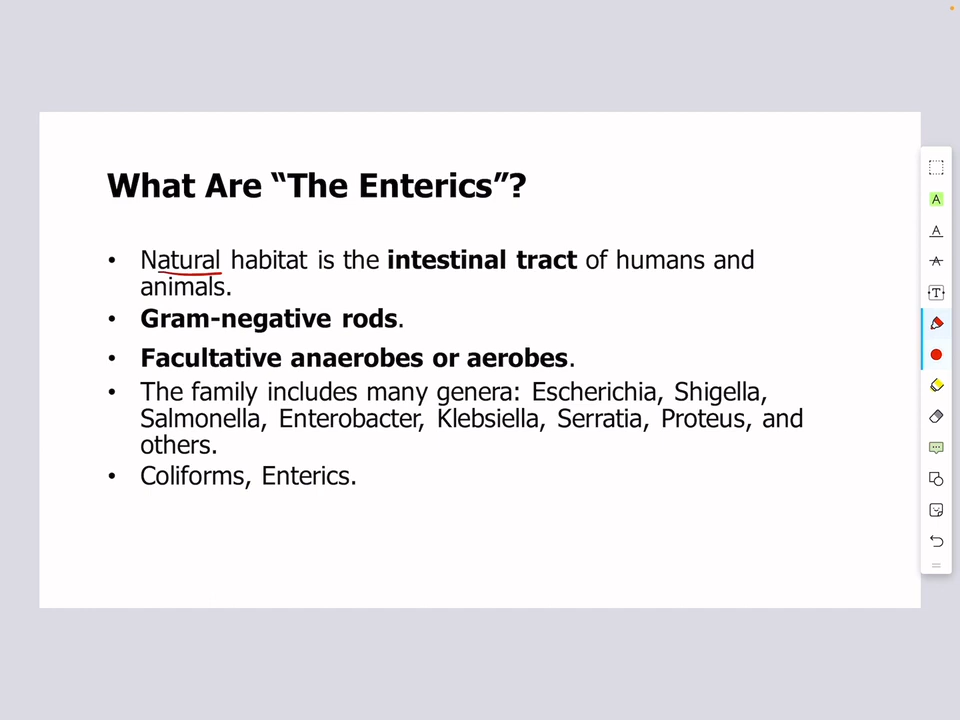 What Are “The Enterics”?
• Natural habitat is the intestinal tract of humans and
animals.
• Gram-negative rods.
• Facultative anaerobes or aerobes.
• The family includes many genera: Escherichia, Shigella,
Salmonella, Enterobacter, Klebsiella, Serratia, Proteus, and
others.
• Coliforms, Enterics.
A
A
A
T